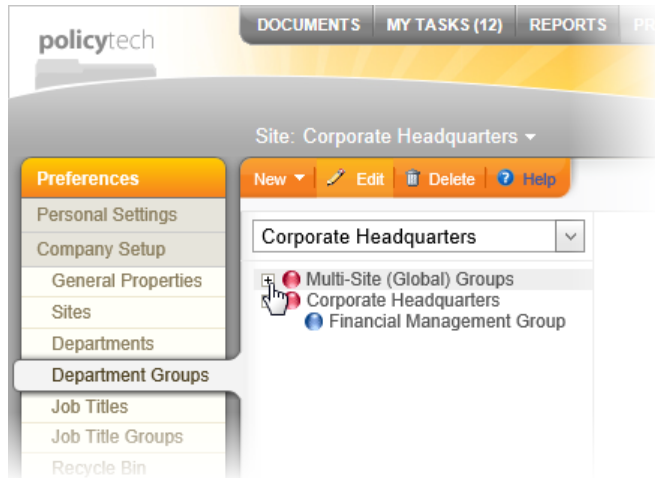 policytech
DOCUMENTS MY TASKS (12) REPORTS PR
Site: Corporate Headquarters
Preferences
New Edit Delete Help
Personal Settings
Company Setup
General Properties
Sites
Departments
Department Groups
Job Titles
Job Title Groups
Recycle Bin
Corporate Headquarters
Multi-Site (Global) Groups
Corporate Headquarters
Financial Management Group